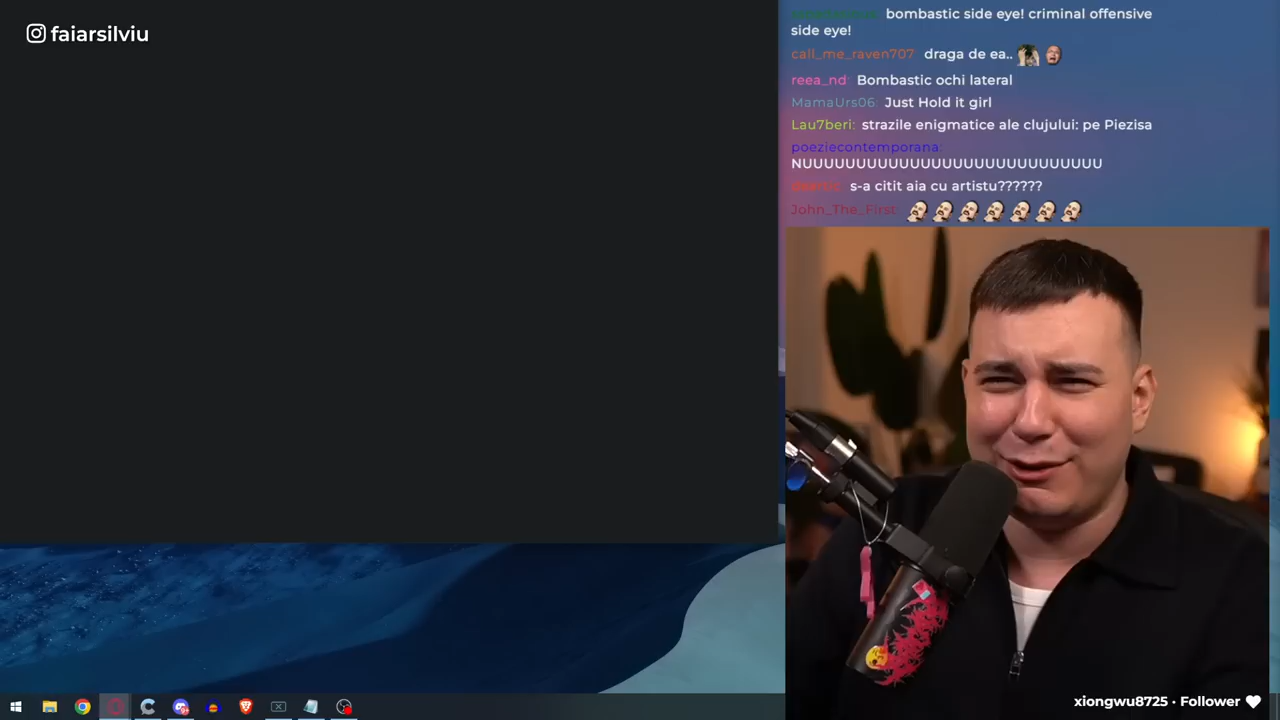 faiarsilviu
bombastic side eye! criminal offensive
side eye!
call_me_raven707 draga de ea..
reea_nd: Bombastic ochi lateral
MamaUrs06: Just Hold it girl
Lau7beri: strazile enigmatice ale clujului: pe Piezisa
poeziecontemporana:
NUUUUUUUUUUUUUUUUUUUUUUUUUUUU
s-a citit aia cu artistu??????
John_The_First
xiongwu8725 · Follower